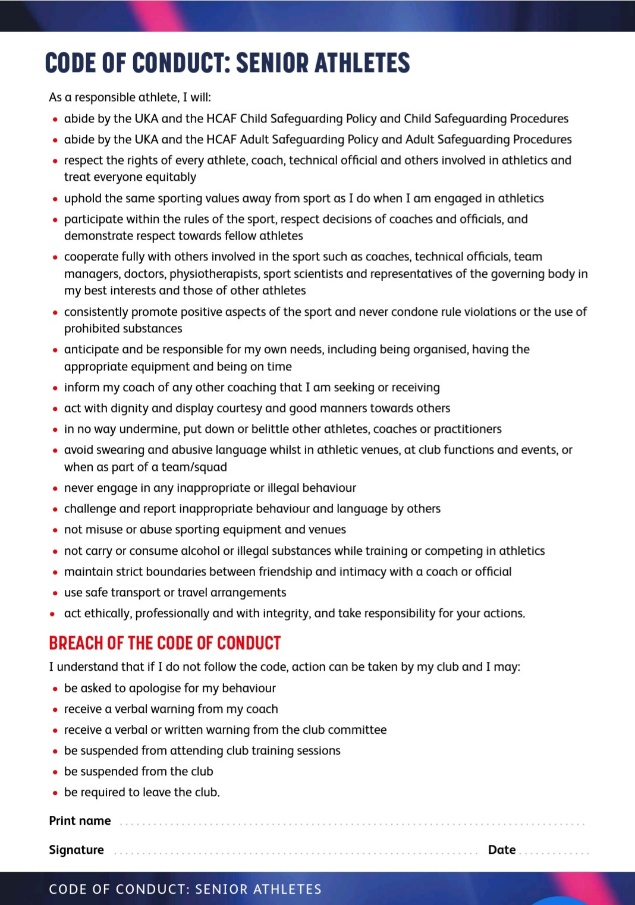 CODE OF CONDUCT: SENIOR ATHLETES
As a responsible athlete, I will:
• abide by the UKA and the HCAF Child Safeguarding Policy and Child Safeguarding Procedures
• abide by the UKA and the HCAF Adult Safeguarding Policy and Adult Safeguarding Procedures
• respect the rights of every athlete, coach, technical official and others involved in athletics and
treat everyone equitably
• uphold the same sporting values away from sport as I do when I am engaged in athletics
• participate within the rules of the sport, respect decisions of coaches and officials, and
demonstrate respect towards fellow athletes
• cooperate fully with others involved in the sport such as coaches, technical officials, team
managers, doctors, physiotherapists, sport scientists and representatives of the governing body in
my best interests and those of other athletes
• consistently promote positive aspects of the sport and never condone rule violations or the use of
prohibited substances
• anticipate and be responsible for my own needs, including being organised, having the
appropriate equipment and being on time
• inform my coach of any other coaching that I am seeking or receiving
• act with dignity and display courtesy and good manners towards others
• in no way undermine, put down or belittle other athletes, coaches or practitioners
• avoid swearing and abusive language whilst in athletic venues, at club functions and events, or
when as part of a team/squad
• never engage in any inappropriate or illegal behaviour
• challenge and report inappropriate behaviour and language by others
• not misuse or abuse sporting equipment and venues
• not carry or consume alcohol or illegal substances while training or competing in athletics
• maintain strict boundaries between friendship and intimacy with a coach or official
• use safe transport or travel arrangements
• act ethically, professionally and with integrity, and take responsibility for your actions.
BREACH OF THE CODE OF CONDUCT
I understand that if I do not follow the code, action can be taken by my club and I may:
• be asked to apologise for my behaviour
• receive a verbal warning from my coach
• receive a verbal or written warning from the club committee
• be suspended from attending club training sessions
• be suspended from the club
• be required to leave the club.
Print name
Signature Date
CODE OF CONDUCT: SENIOR ATHLETES